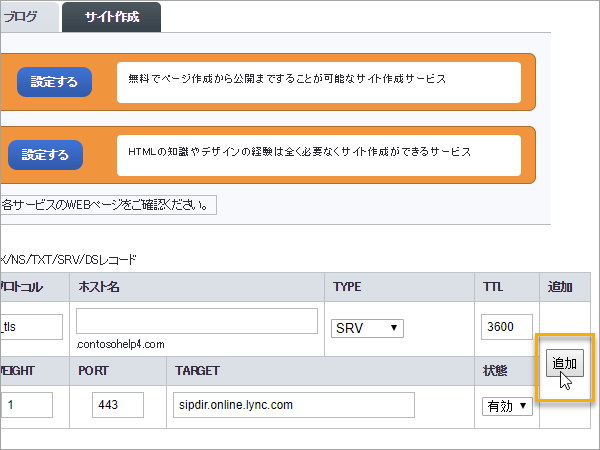 ブログ サイト作成
設定する 無料でページ作成から公開まですることが可能なサイト作成サービス
設定する HTMLの知識やデザインの経験は全く必要なくサイト作成ができるサービス
各サービスのWEBページをご確認ください。
X/NS/TXT/SRV/DSレコード
プロトコル ホスト名 TYPE TTL 追加
_tls SRV 3600
.contosohelp4.com
追加
WEIGHT PORT TARGET 状態
1 443 sipdir.online.lync.com 有効